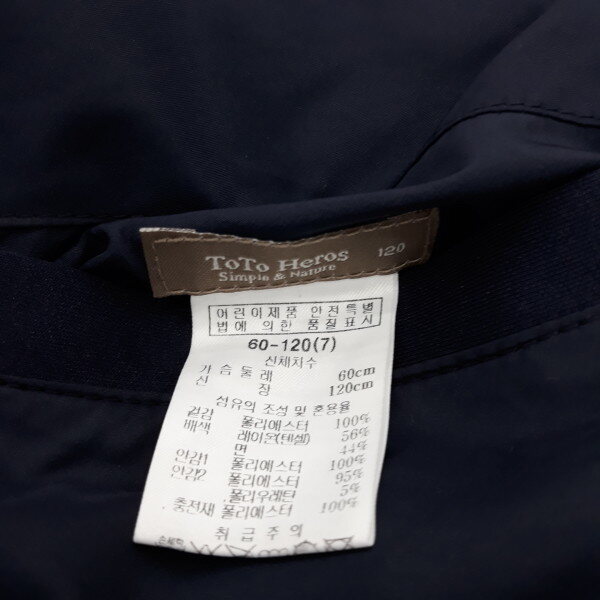 ToTo Heros 120
Simple & Nature
어린이제품 안전특별
법에 의한 품질표시
60-120(7)
신체치수
가슴둘레 60cm
신 장 120cm
섬유의 조성 및 혼용율
겉감 폴리에스터 100%
배색 레이온(텐셀) 56%
면 44%
안감1 폴리에스터 100%
안감2 폴리에스터 95%
폴리우레탄 5%
충전재 폴리에스터 100%
취급주의
손세탁